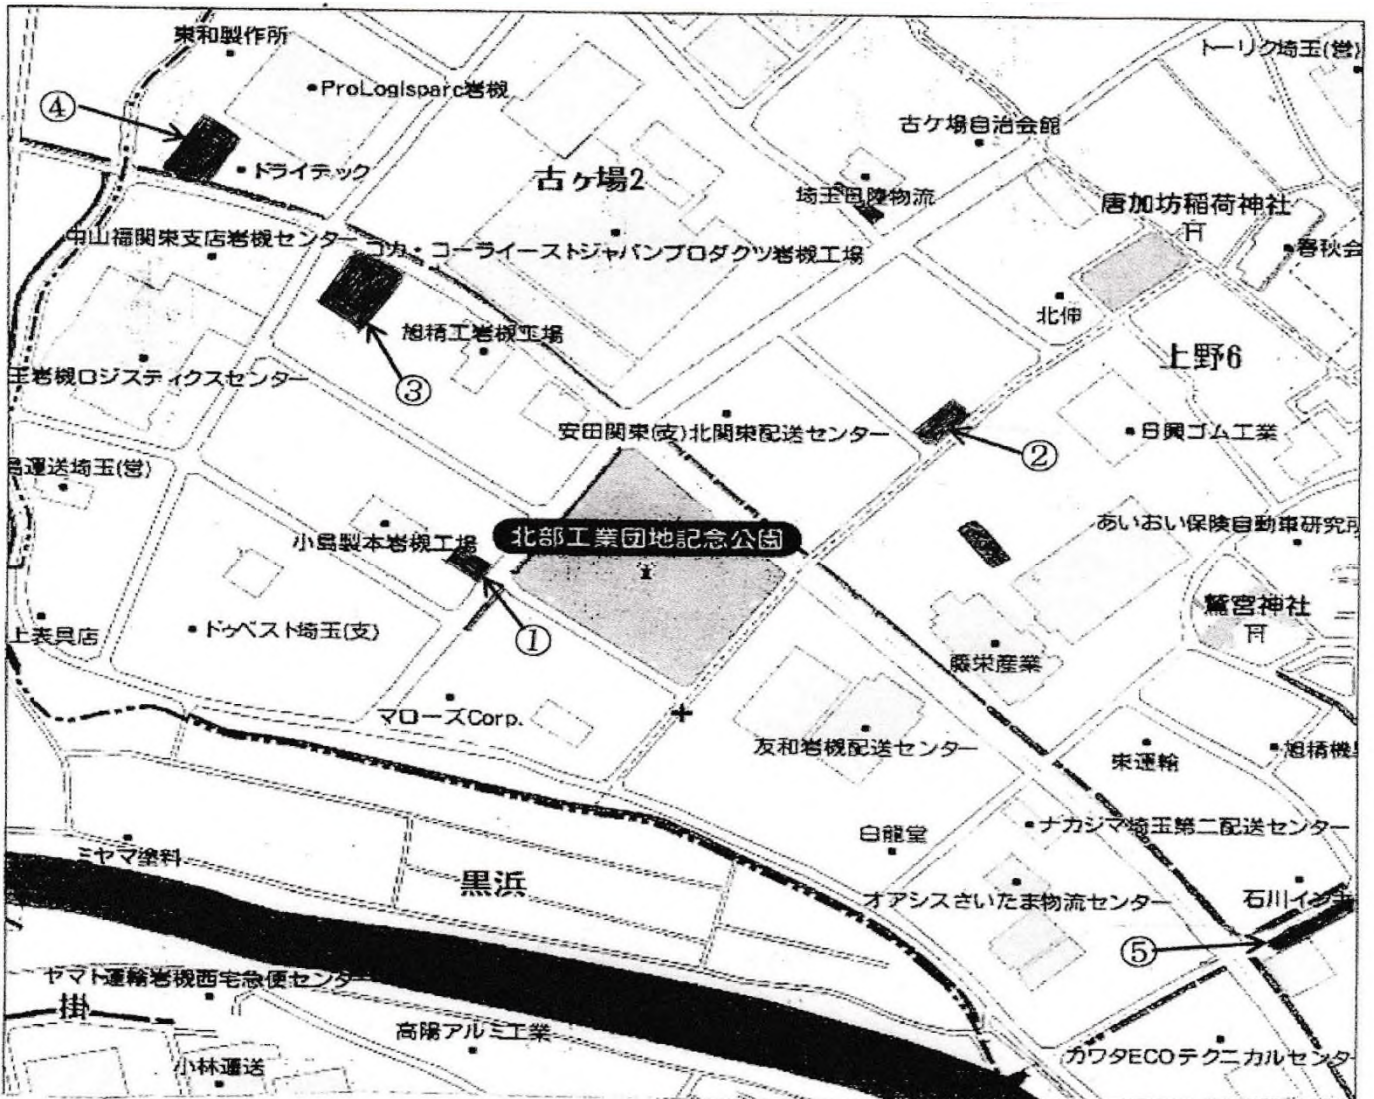 東和製作所
トーリク埼玉(営)
ProLogisparc岩槻
④
古ケ場自治会館
ドライテック
古ヶ場2
埼玉日陸物流
唐加坊稲荷神社
中山福関東支店岩槻センター
コカ・コーライーストジャパンプロダクツ岩槻工場
春秋会
北伸
旭精工岩槻工場
上野6
玉岩槻ロジスティクスセンター
③
安田関東(支)北関東配送センター
日興ゴム工業
②
島運送埼玉(営)
あいおい保険自動車研究所
小島製本岩槻工場
北部工業団地記念公園
鷲宮神社
上表具店
ドゥベスト埼玉(支)
①
藤栄産業
マローズCorp.
友和岩槻配送センター
東運輸
旭精機
ナカジマ埼玉第二配送センター
白龍堂
ミヤマ塗料
黒浜
オアシスさいたま物流センター
石川インキ
⑤
ヤマト運輸岩槻西宅急便センター
掛
高陽アルミ工業
カワタECOテクニカルセンタ
小林運送